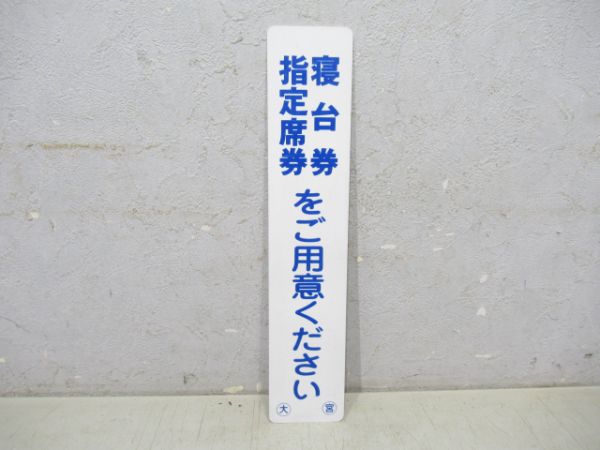 寝台券
指定席券
をご用意ください
大 宮